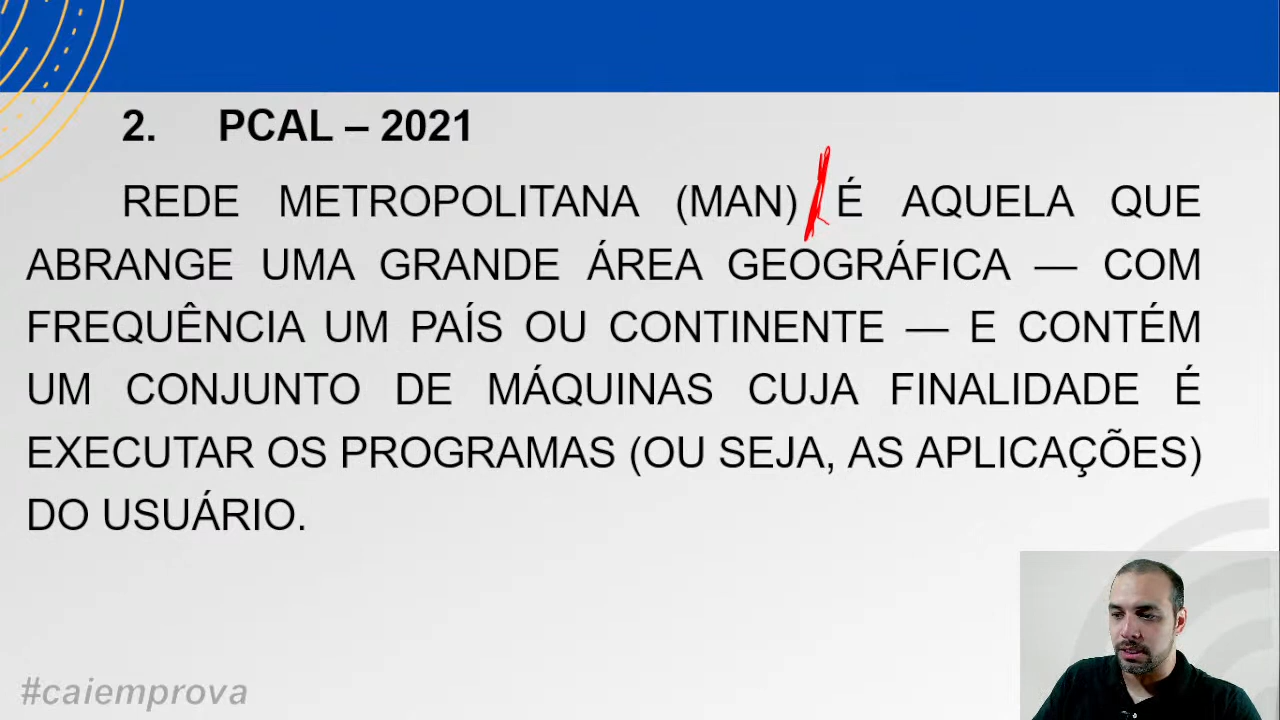 2. PCAL – 2021
REDE METROPOLITANA (MAN) É AQUELA QUE
ABRANGE UMA GRANDE ÁREA GEOGRÁFICA — COM
FREQUÊNCIA UM PAÍS OU CONTINENTE — E CONTÉM
UM CONJUNTO DE MÁQUINAS CUJA FINALIDADE É
EXECUTAR OS PROGRAMAS (OU SEJA, AS APLICAÇÕES)
DO USUÁRIO.
#caiemprova